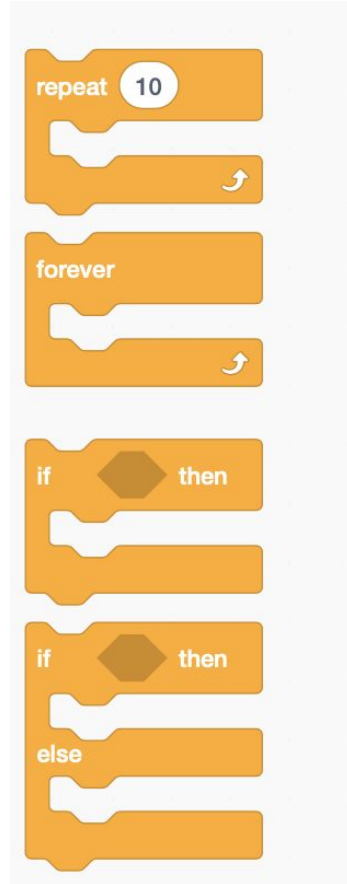 repeat 10
forever
if then
if then
else